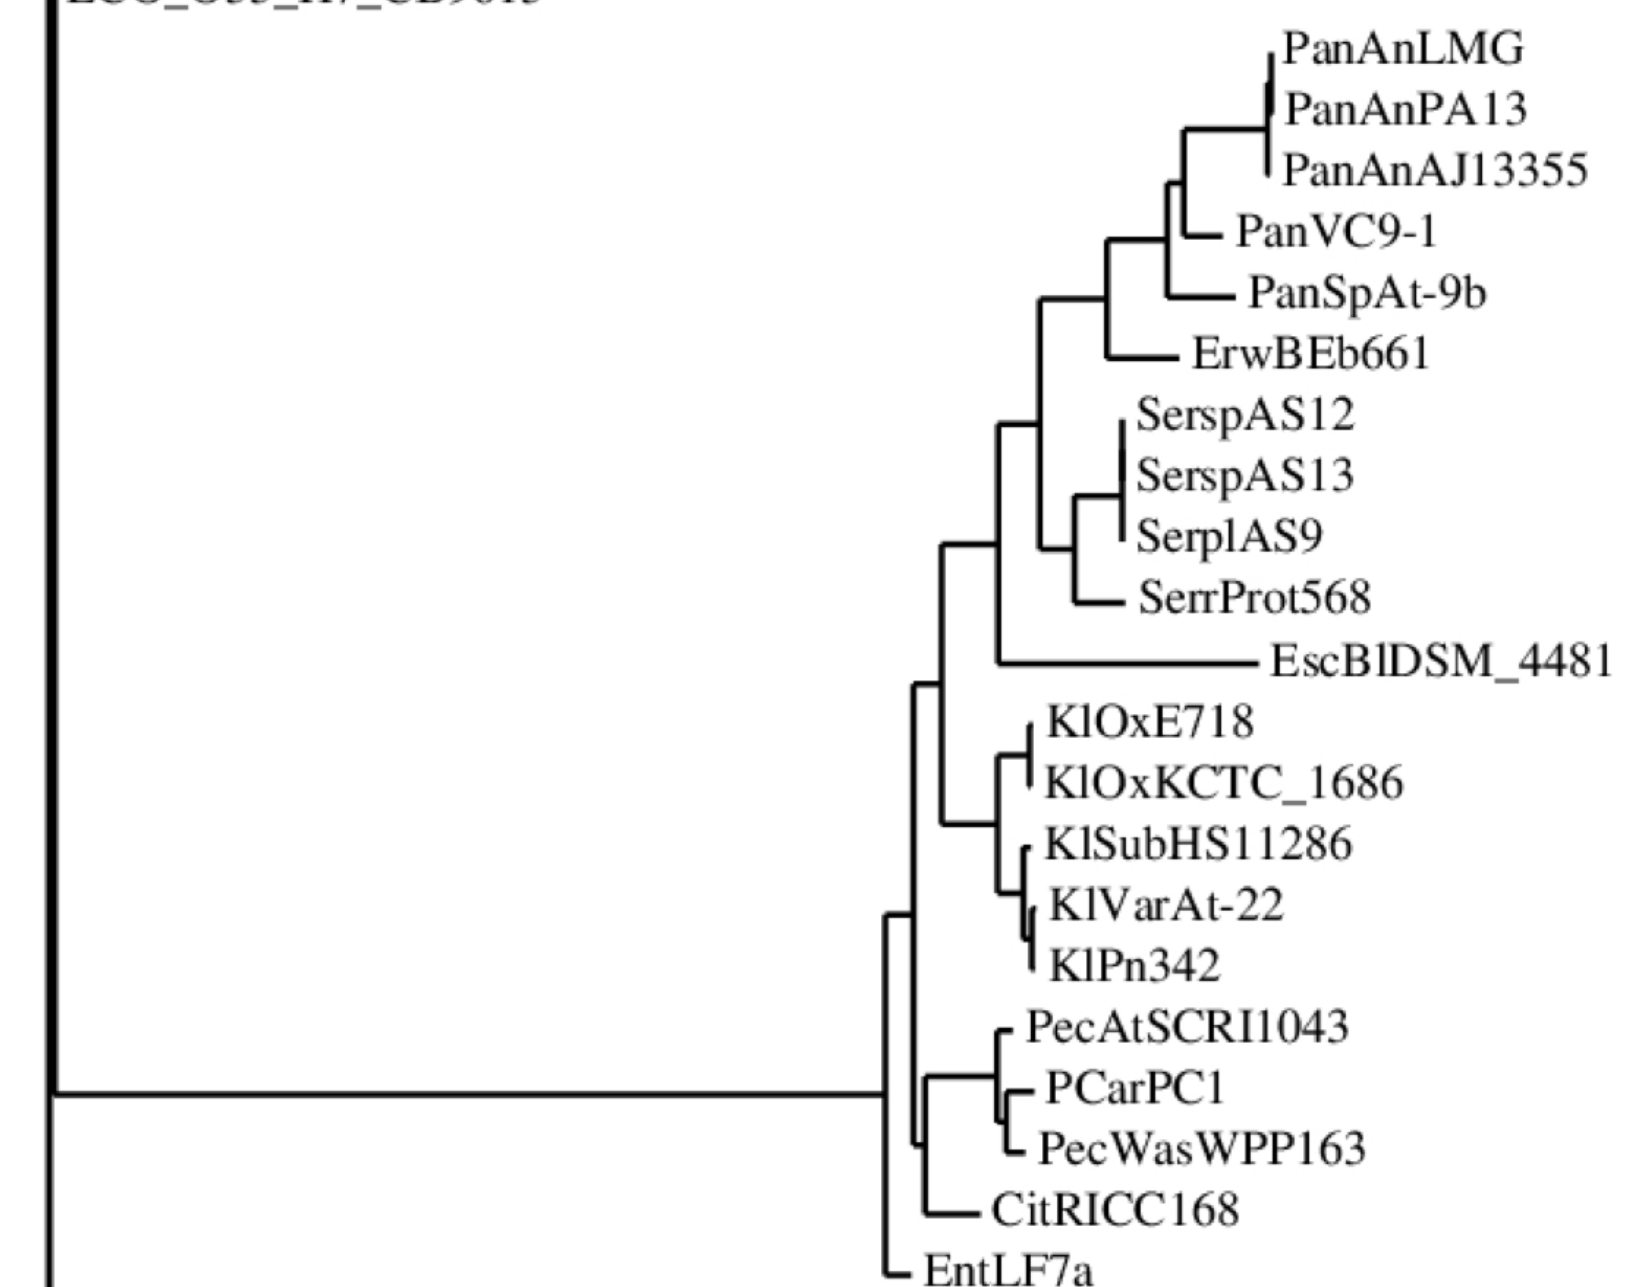 PanAnLMG
PanAnPA13
PanAnAJ13355
PanVC9-1
PanSpAt-9b
ErwBEb661
SerspAS12
SerspAS13
SerplAS9
SerrProt568
EscBlDSM_4481
KlOxE718
KlOxKCTC_1686
KlSubHS11286
KlVarAt-22
KlPn342
PecAtSCRI1043
PCarPC1
PecWasWPP163
CitRICC168
EntLF7a